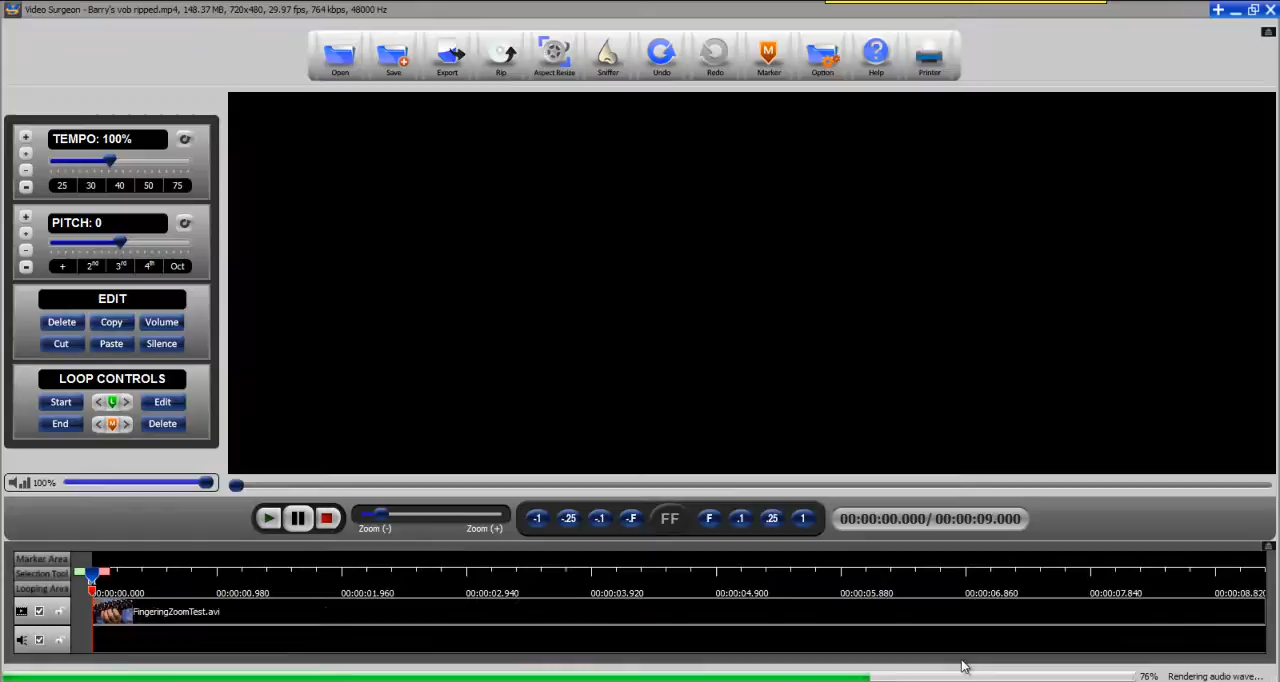 Video Surgeon - Barry's vob ripped.mp4, 148.37 MB, 720x480, 29.97 fps, 764 kbps, 48000 Hz
Open Save Export Rip Aspect Resize Sniffer Undo Redo Marker Option Help Printer
TEMPO: 100%
25 30 40 50 75
PITCH: 0
+ 2nd 3rd 4th Oct
EDIT
Delete Copy Volume
Cut Paste Silence
LOOP CONTROLS
Start < L > Edit
End < M > Delete
100%
Zoom (-) Zoom (+)
-1 -.25 -.1 -.F FF F .1 .25 1
00:00:00.000/ 00:00:09.000
Marker Area
Selection Tool
Looping Area
00:00:00.000 00:00:00.980 00:00:01.960 00:00:02.940 00:00:03.920 00:00:04.900 00:00:05.880 00:00:06.860 00:00:07.840 00:00:08.820
FingeringZoomTest.avi
76% Rendering audio wave...